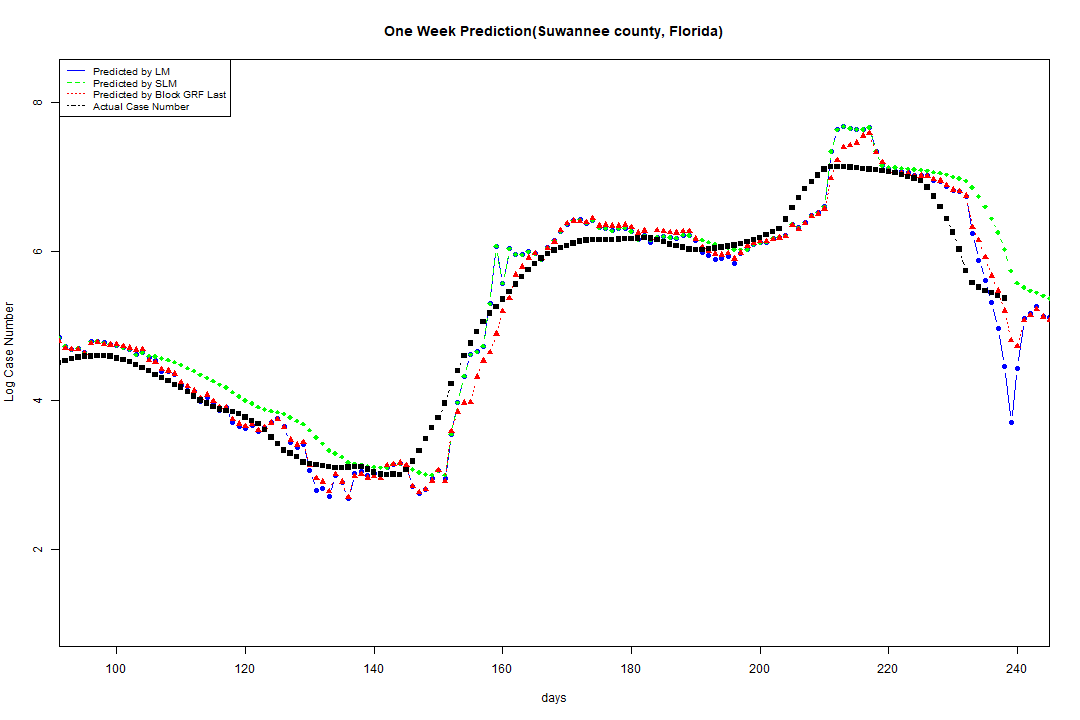 One Week Prediction(Suwannee county, Florida)
Predicted by LM
Predicted by SLM
Predicted by Block GRF Last
Actual Case Number
8
6
4
2
Log Case Number
100 120 140 160 180 200 220 240
days